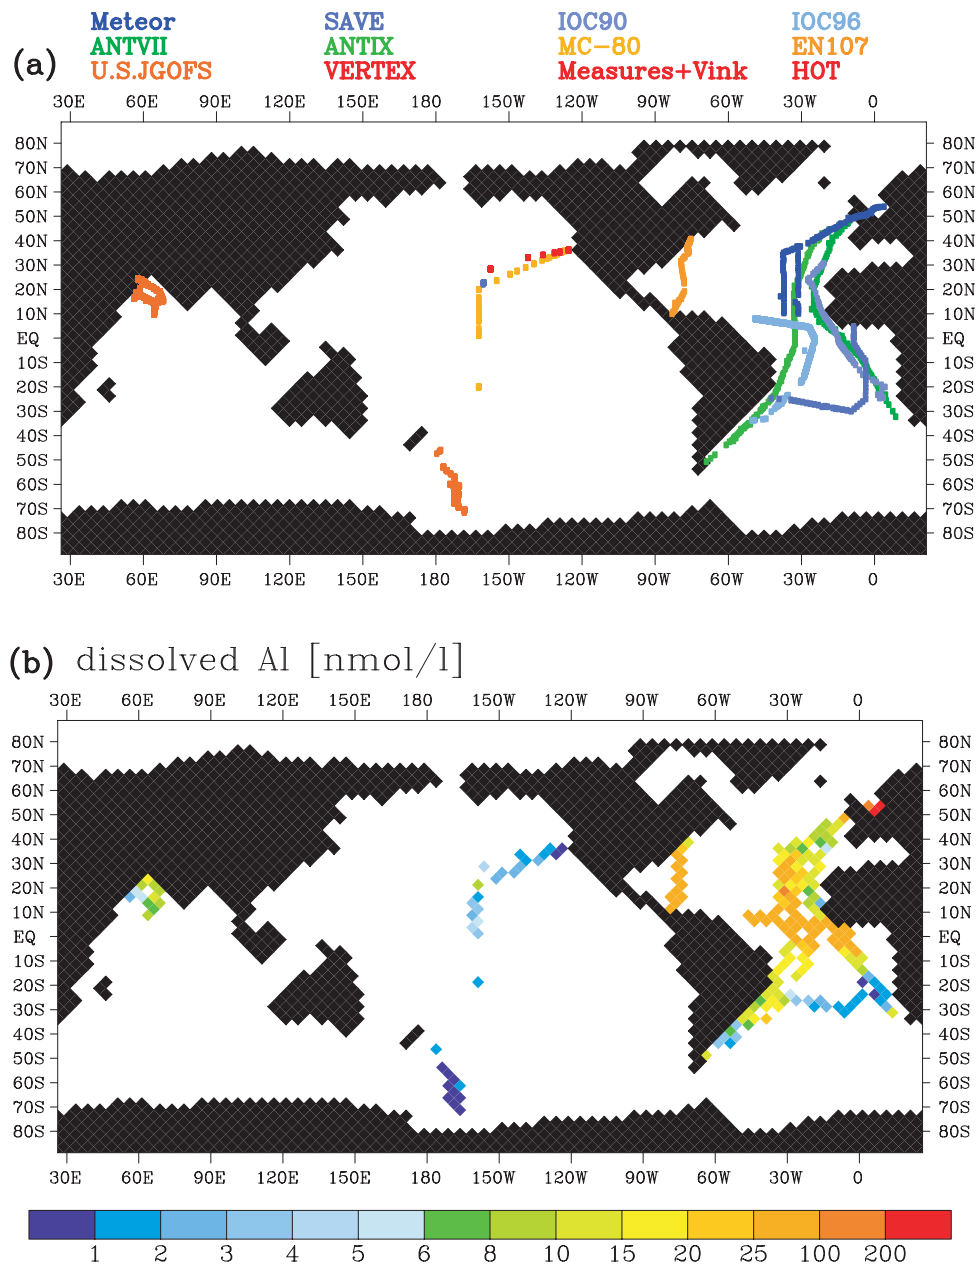 Meteor SAVE IOC90 IOC96
ANTVII ANTIX MC-80 EN107
(a) U.S.JGOFS VERTEX Measures+Vink HOT
30E 60E 90E 120E 150E 180 150W 120W 90W 60W 30W 0
80N 80N
70N 70N
60N 60N
50N 50N
40N 40N
30N 30N
20N 20N
10N 10N
EQ EQ
10S 10S
20S 20S
30S 30S
40S 40S
50S 50S
60S 60S
70S 70S
80S 80S
30E 60E 90E 120E 150E 180 150W 120W 90W 60W 30W 0
(b) dissolved Al [nmol/l]
30E 60E 90E 120E 150E 180 150W 120W 90W 60W 30W 0
80N 80N
70N 70N
60N 60N
50N 50N
40N 40N
30N 30N
20N 20N
10N 10N
EQ EQ
10S 10S
20S 20S
30S 30S
40S 40S
50S 50S
60S 60S
70S 70S
80S 80S
30E 60E 90E 120E 150E 180 150W 120W 90W 60W 30W 0
1 2 3 4 5 6 8 10 15 20 25 100 200